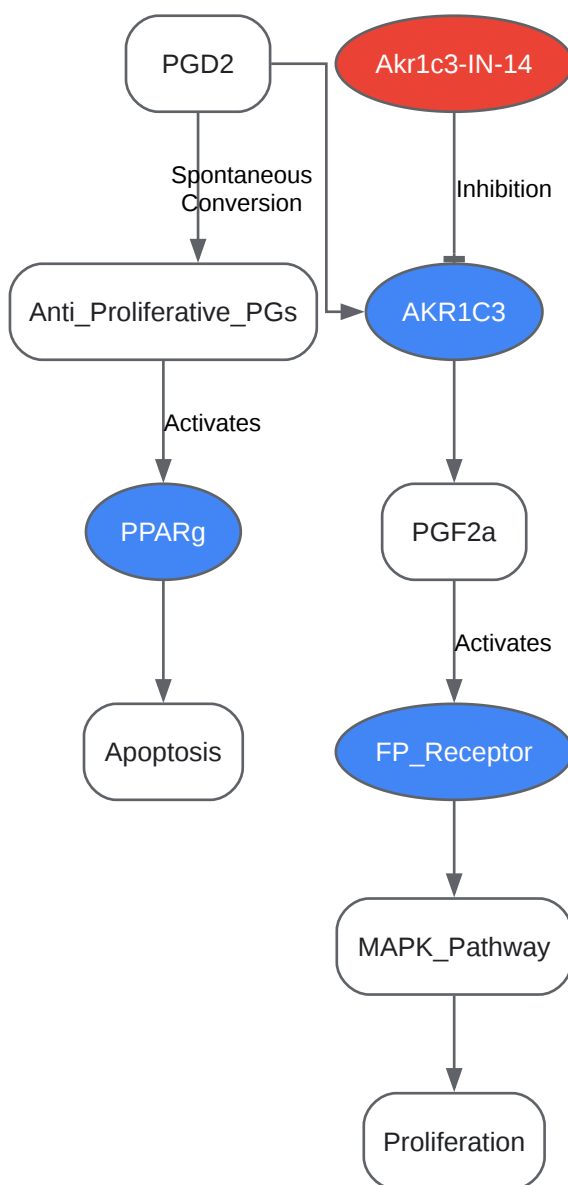 PGD2
Akr1c3-IN-14
Spontaneous
Conversion
Inhibition
Anti_Proliferative_PGs
AKR1C3
Activates
PPARg
PGF2a
Activates
Apoptosis
FP_Receptor
MAPK_Pathway
Proliferation